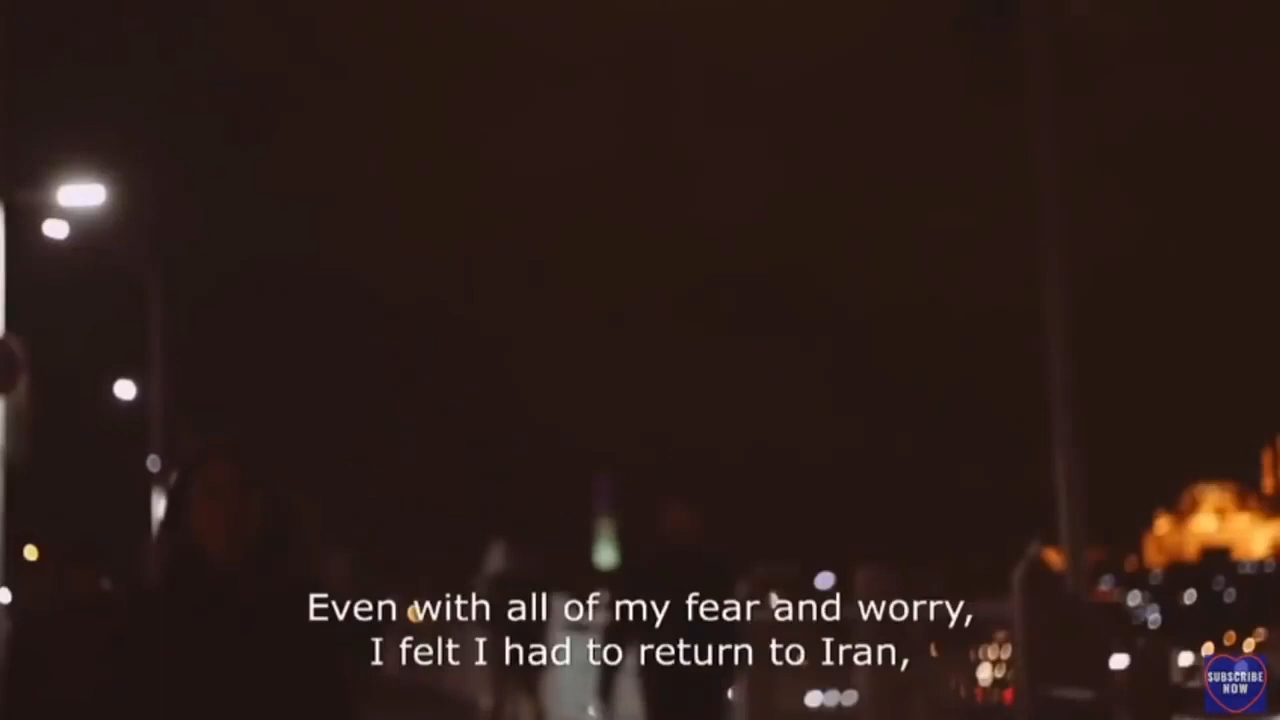 Even with all of my fear and worry,
I felt I had to return to Iran,
SUBSCRIBE
NOW